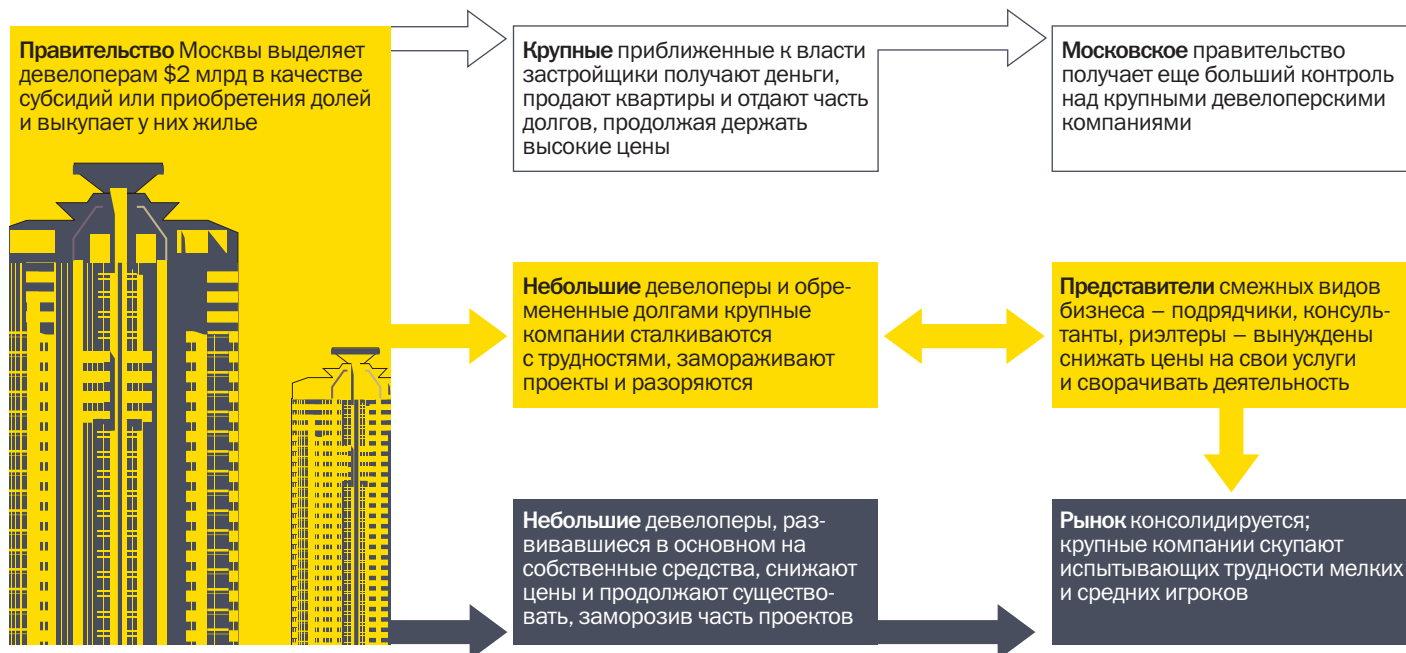 Правительство Москвы выделяет
девелоперам $2 млрд в качестве
субсидий или приобретения долей
и выкупает у них жилье
Крупные приближенные к власти
застройщики получают деньги,
продают квартиры и отдают часть
долгов, продолжая держать
высокие цены
Московское правительство
получает еще больший контроль
над крупными девелоперскими
компаниями
Небольшие девелоперы и обре-
мененные долгами крупные
компании сталкиваются
с трудностями, замораживают
проекты и разоряются
Представители смежных видов
бизнеса – подрядчики, консуль-
танты, риэлтеры – вынуждены
снижать цены на свои услуги
и сворачивать деятельность
Небольшие девелоперы, раз-
вивавшиеся в основном на
собственные средства, снижают
цены и продолжают существо-
вать, заморозив часть проектов
Рынок консолидируется;
крупные компании скупают
испытывающих трудности мелких
и средних игроков